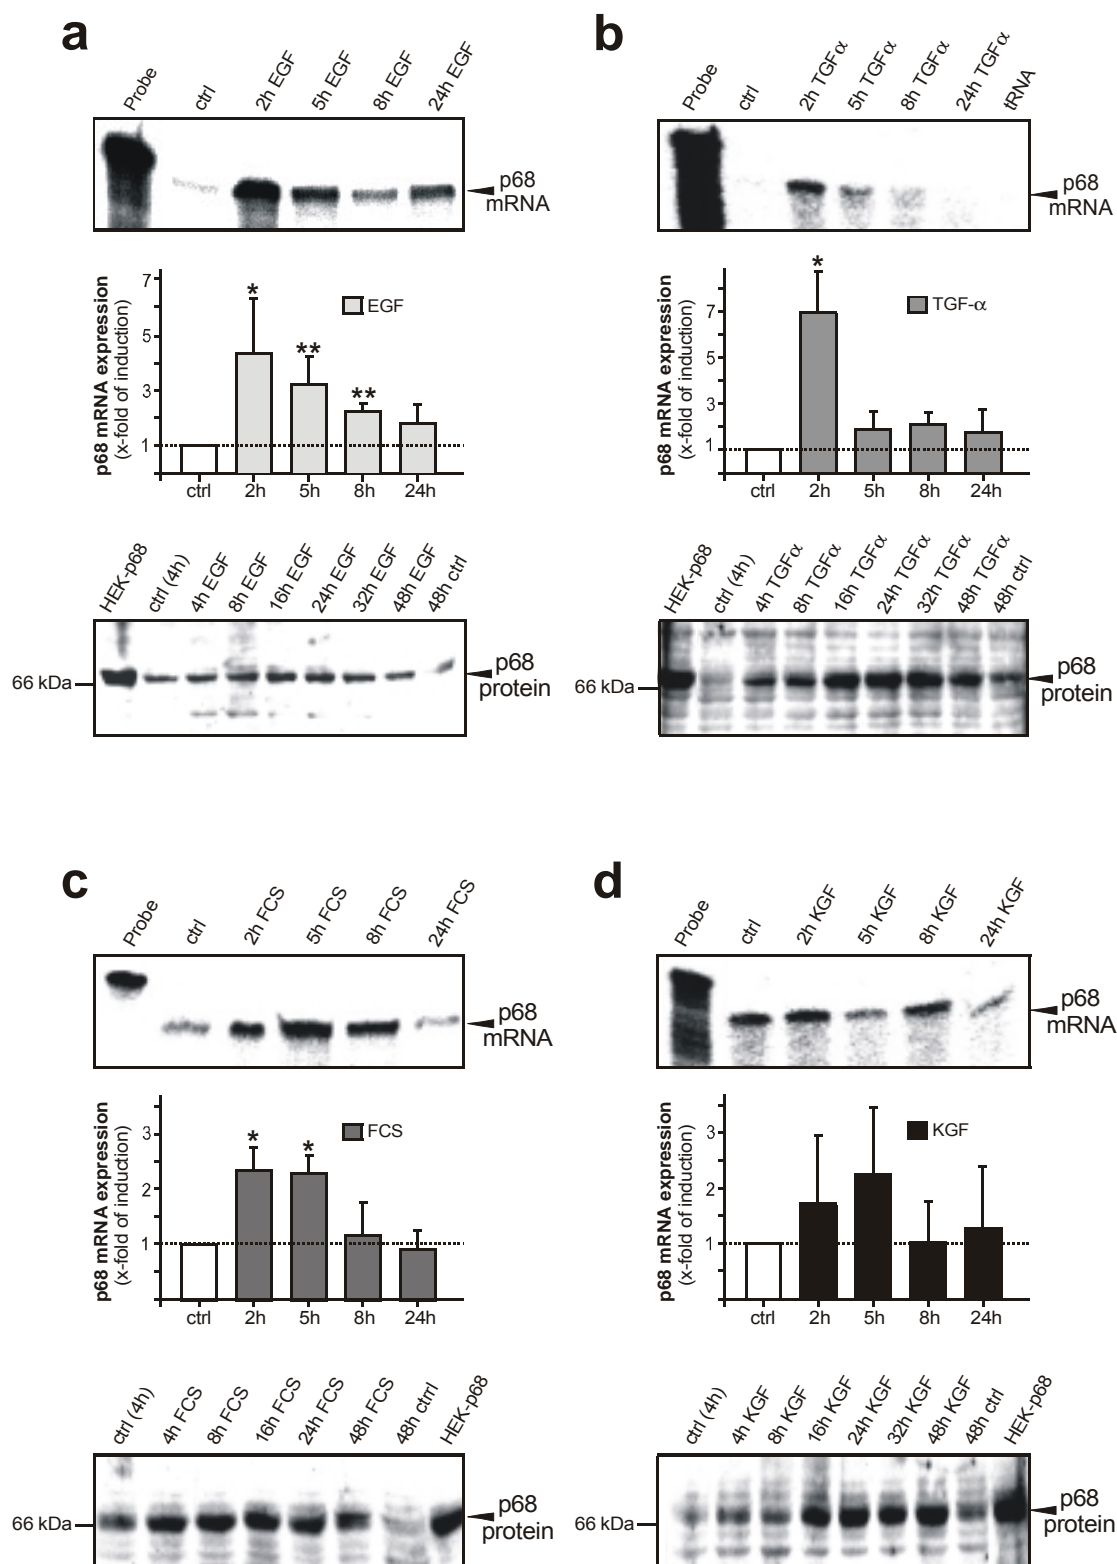 a
Probe
ctrl
2h EGF
5h EGF
8h EGF
24h EGF
p68
mRNA
p68 mRNA expression
(x-fold of induction)
7
5
3
1
*
**
**
EGF
ctrl
2h
5h
8h
24h
HEK-p68
ctrl (4h)
4h EGF
8h EGF
16h EGF
24h EGF
32h EGF
48h EGF
48h ctrl
66 kDa
p68
protein
b
Probe
ctrl
2h TGFα
5h TGFα
8h TGFα
24h TGFα
tRNA
p68
mRNA
p68 mRNA expression
(x-fold of induction)
7
5
3
1
*
TGF-α
ctrl
2h
5h
8h
24h
HEK-p68
ctrl (4h)
4h TGFα
8h TGFα
16h TGFα
24h TGFα
32h TGFα
48h TGFα
48h ctrl
66 kDa
p68
protein
c
Probe
ctrl
2h FCS
5h FCS
8h FCS
24h FCS
p68
mRNA
p68 mRNA expression
(x-fold of induction)
3
2
1
*
*
FCS
ctrl
2h
5h
8h
24h
ctrl (4h)
4h FCS
8h FCS
16h FCS
24h FCS
48h FCS
48h ctrrl
HEK-p68
66 kDa
p68
protein
d
Probe
ctrl
2h KGF
5h KGF
8h KGF
24h KGF
p68
mRNA
p68 mRNA expression
(x-fold of induction)
3
2
1
KGF
ctrl
2h
5h
8h
24h
ctrl (4h)
4h KGF
8h KGF
16h KGF
24h KGF
32h KGF
48h KGF
48h ctrl
HEK-p68
66 kDa
p68
protein